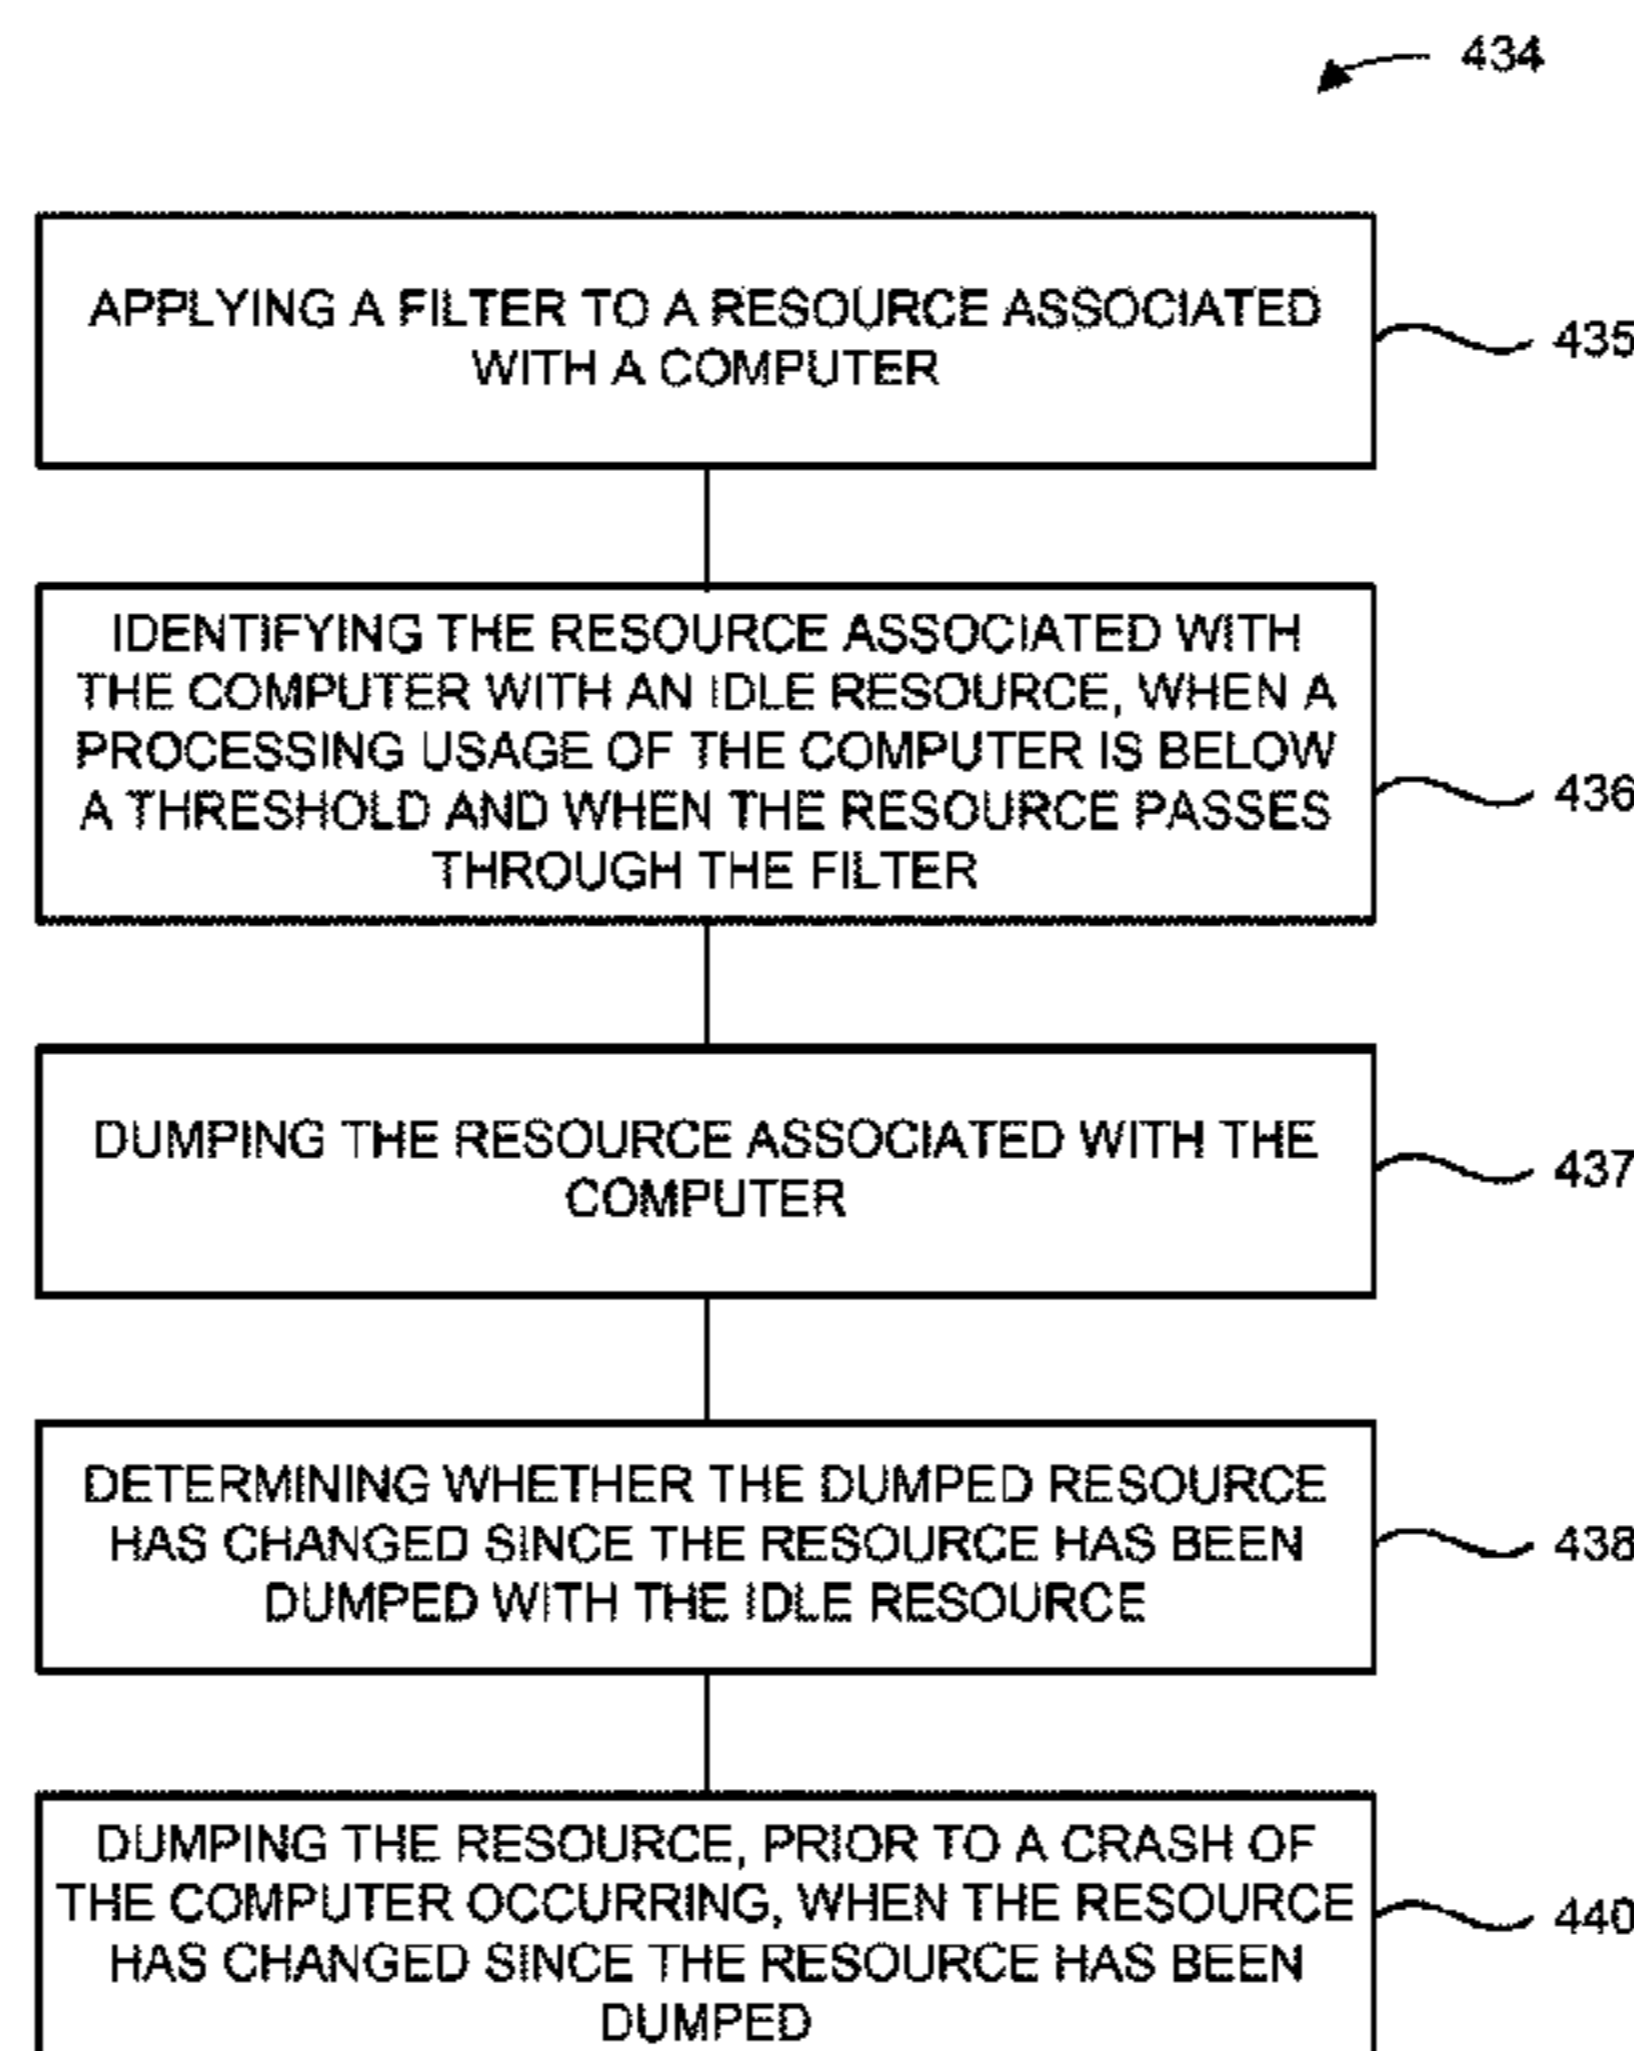 434
APPLYING A FILTER TO A RESOURCE ASSOCIATED
WITH A COMPUTER
435
IDENTIFYING THE RESOURCE ASSOCIATED WITH
THE COMPUTER WITH AN IDLE RESOURCE, WHEN A
PROCESSING USAGE OF THE COMPUTER IS BELOW
A THRESHOLD AND WHEN THE RESOURCE PASSES
THROUGH THE FILTER
436
DUMPING THE RESOURCE ASSOCIATED WITH THE
COMPUTER
437
DETERMINING WHETHER THE DUMPED RESOURCE
HAS CHANGED SINCE THE RESOURCE HAS BEEN
DUMPED WITH THE IDLE RESOURCE
438
DUMPING THE RESOURCE, PRIOR TO A CRASH OF
THE COMPUTER OCCURRING, WHEN THE RESOURCE
HAS CHANGED SINCE THE RESOURCE HAS BEEN
DUMPED
440